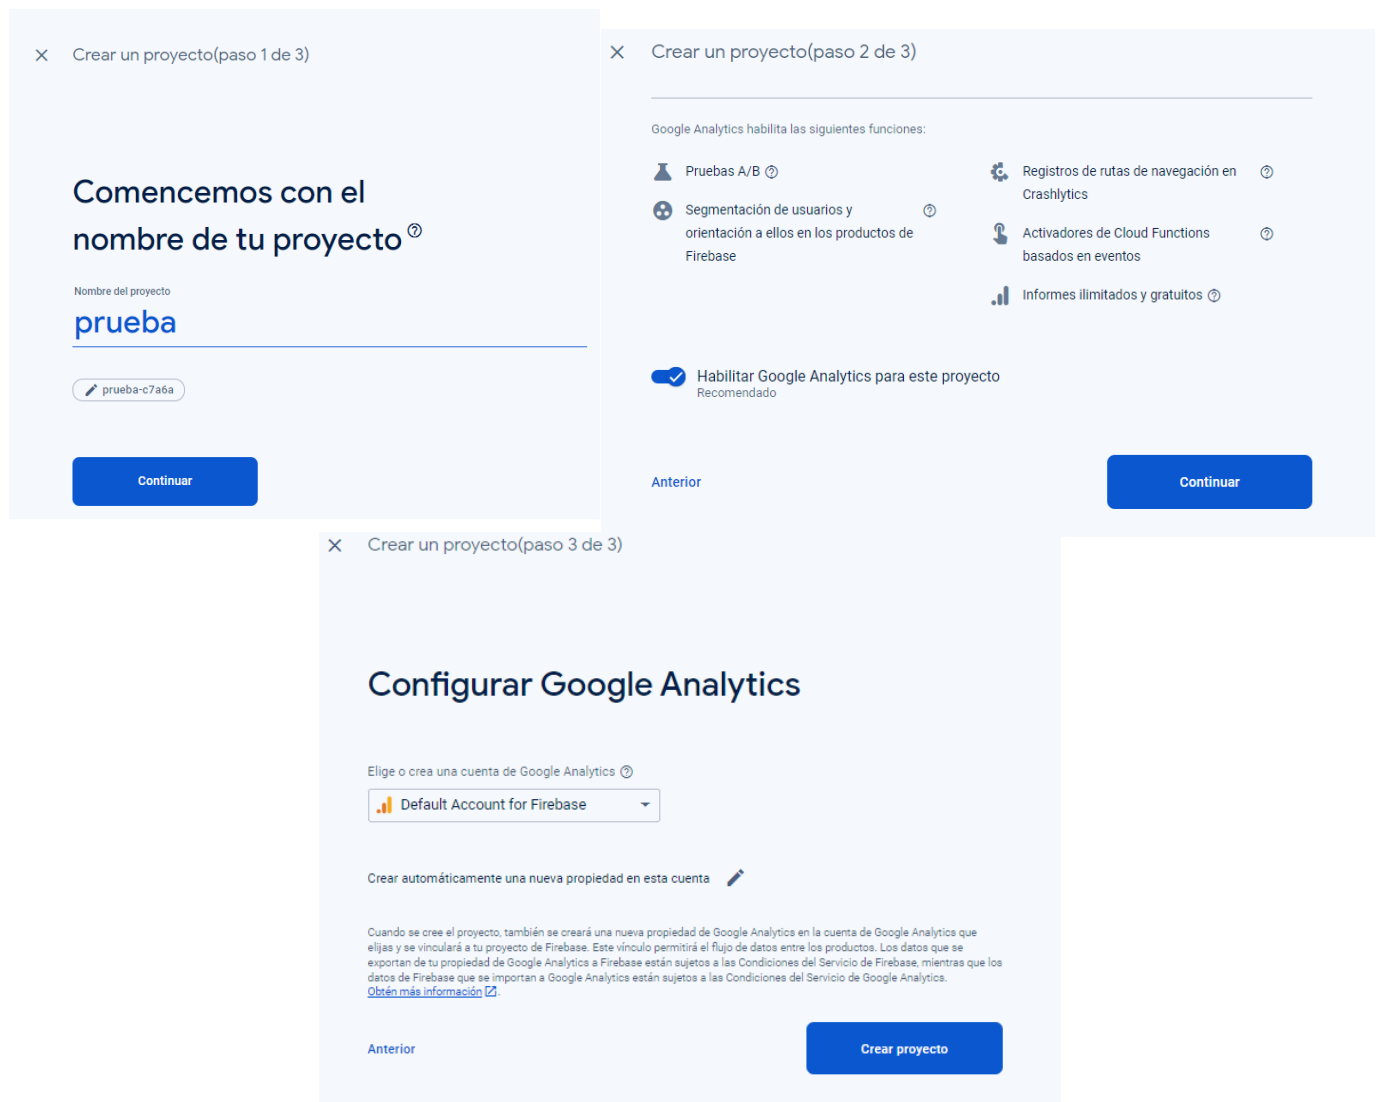 Crear un proyecto(paso 1 de 3)
Comencemos con el
nombre de tu proyecto
Nombre del proyecto
prueba
prueba-c7a6a
Continuar
Crear un proyecto(paso 2 de 3)
Google Analytics habilita las siguientes funciones:
Pruebas A/B
Segmentación de usuarios y
orientación a ellos en los productos de
Firebase
Registros de rutas de navegación en
Crashlytics
Activadores de Cloud Functions
basados en eventos
Informes ilimitados y gratuitos
Habilitar Google Analytics para este proyecto
Recomendado
Anterior
Continuar
Crear un proyecto(paso 3 de 3)
Configurar Google Analytics
Elige o crea una cuenta de Google Analytics
Default Account for Firebase
Crear automáticamente una nueva propiedad en esta cuenta
Cuando se cree el proyecto, también se creará una nueva propiedad de Google Analytics en la cuenta de Google Analytics que
elijas y se vinculará a tu proyecto de Firebase. Este vínculo permitirá el flujo de datos entre los productos. Los datos que se
exportan de tu propiedad de Google Analytics a Firebase están sujetos a las Condiciones del Servicio de Firebase, mientras que los
datos de Firebase que se importan a Google Analytics están sujetos a las Condiciones del Servicio de Google Analytics.
Obtén más información.
Anterior
Crear proyecto